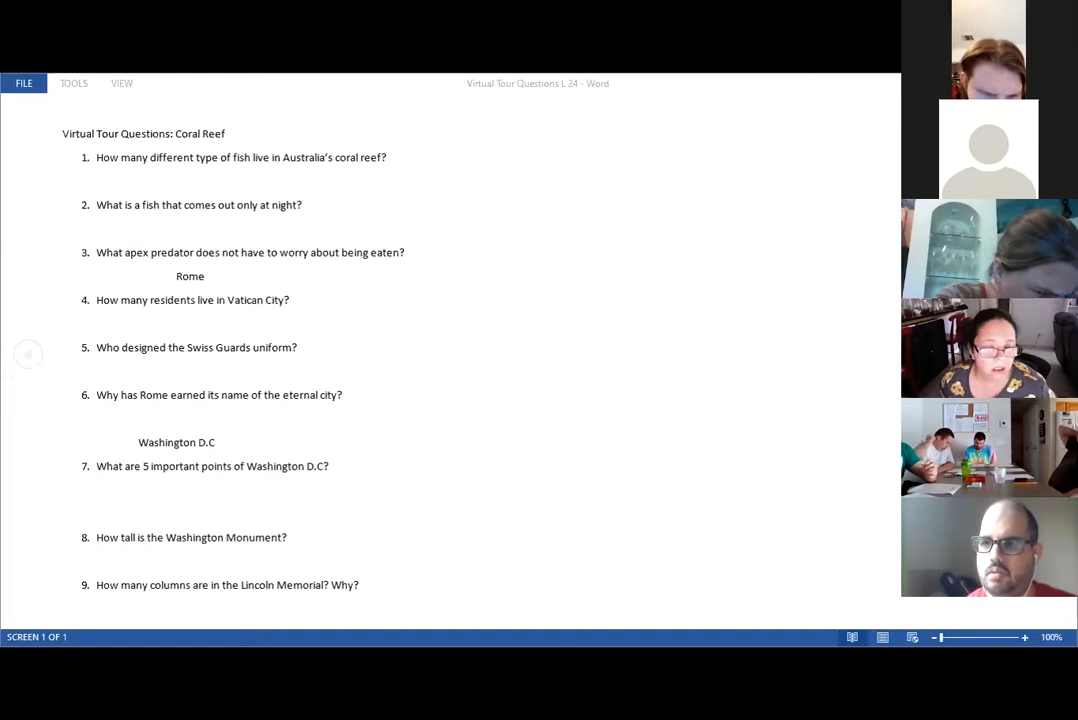 FILE TOOLS VIEW Virtual Tour Questions L 24 - Word
Virtual Tour Questions: Coral Reef
1. How many different type of fish live in Australia's coral reef?
2. What is a fish that comes out only at night?
3. What apex predator does not have to worry about being eaten?
Rome
4. How many residents live in Vatican City?
5. Who designed the Swiss Guards uniform?
6. Why has Rome earned its name of the eternal city?
Washington D.C
7. What are 5 important points of Washington D.C?
8. How tall is the Washington Monument?
9. How many columns are in the Lincoln Memorial? Why?
SCREEN 1 OF 1 100%